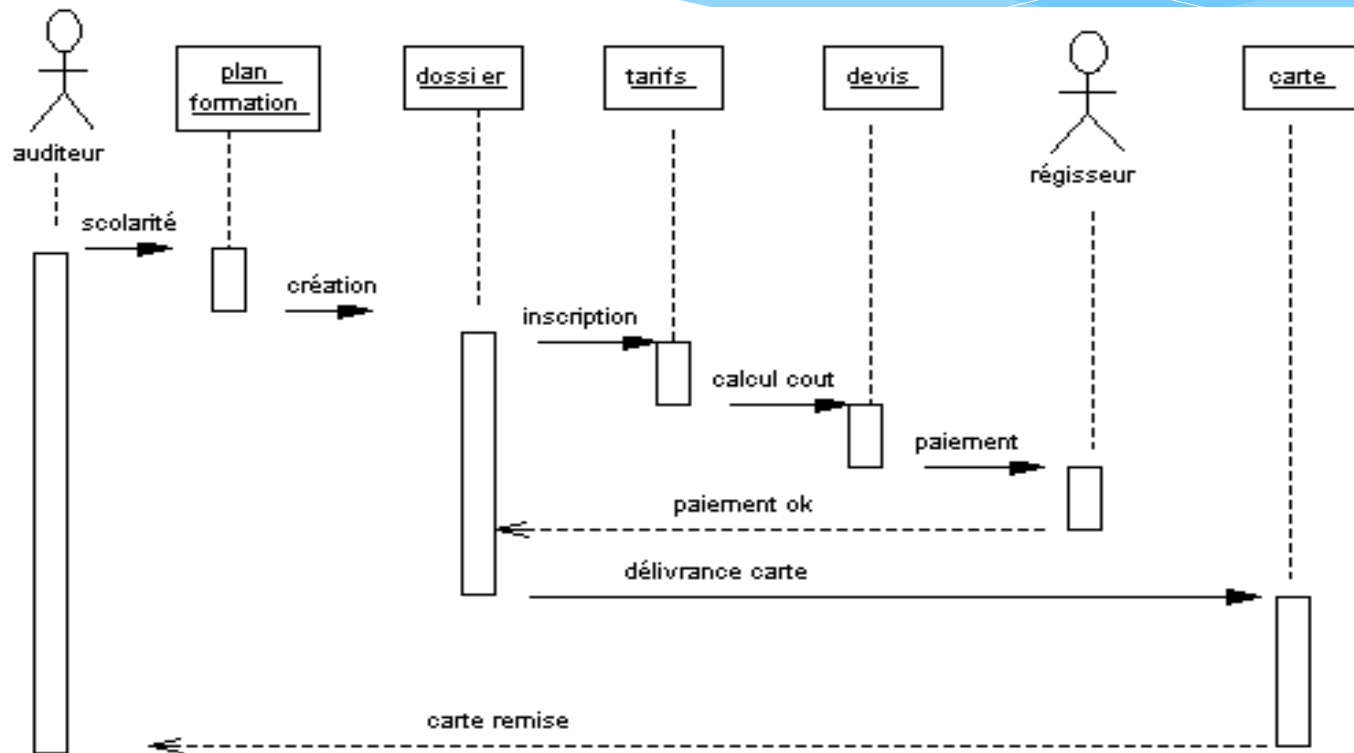 plan
formation
dossier
tarifs
devis
carte
auditeur
régisseur
scolarité
création
inscription
calcul cout
paiement
paiement ok
délivrance carte
carte remise